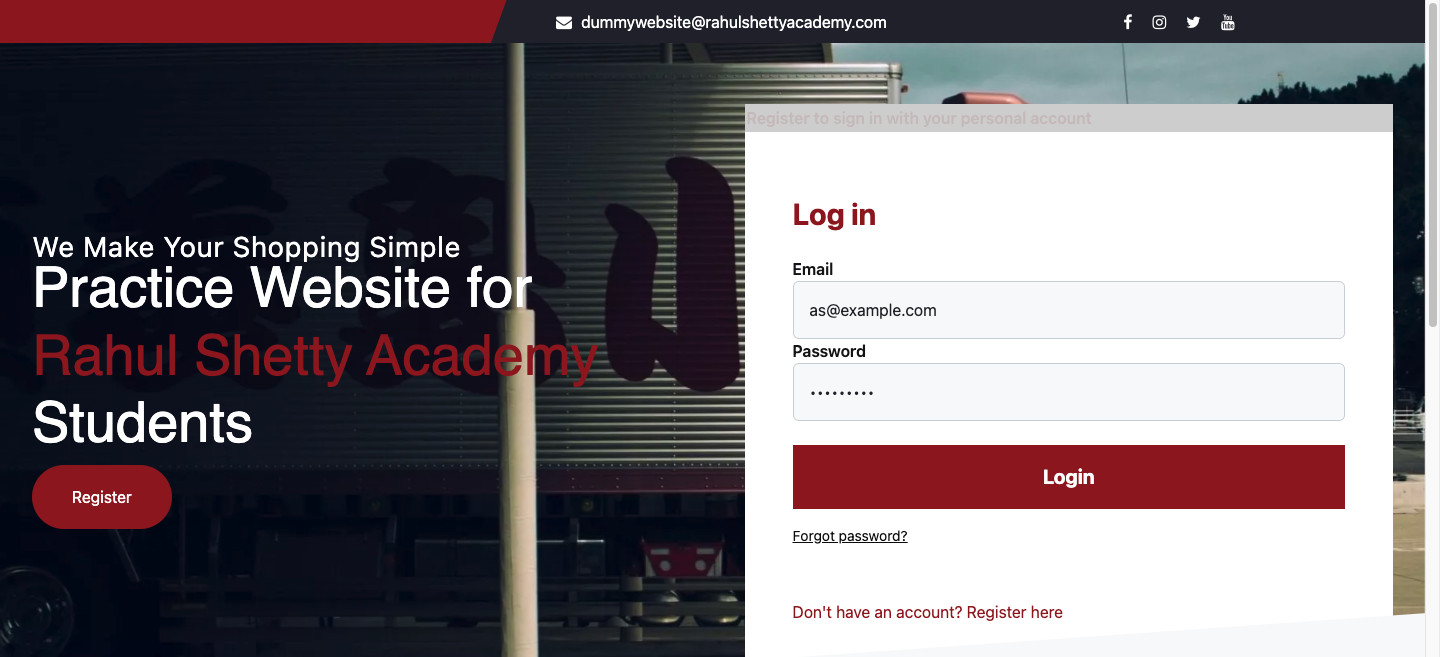 dummywebsite@rahulshettyacademy.com
Register to sign in with your personal account
We Make Your Shopping Simple
Practice Website for
Rahul Shetty Academy
Students
Register
Log in
Email
as@example.com
Password
•••••••••
Login
Forgot password?
Don't have an account? Register here